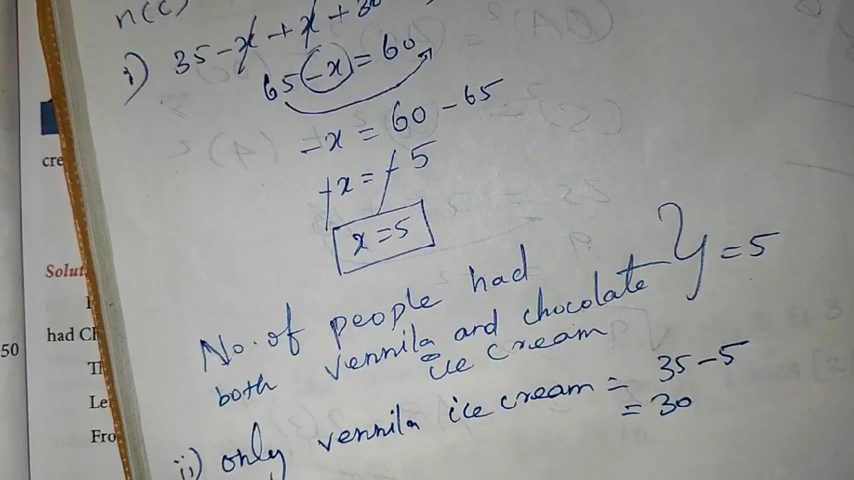 n(c)
i) 35 - x + x + 30
65 - x = 60
- x = 60 - 65
- x = - 5
x = 5
No. of people had
both vennila and chocolate } = 5
ice cream
ii) only vennila ice cream = 35 - 5
= 30
cre
Solut
had Ch
50
Th
Le
Fro